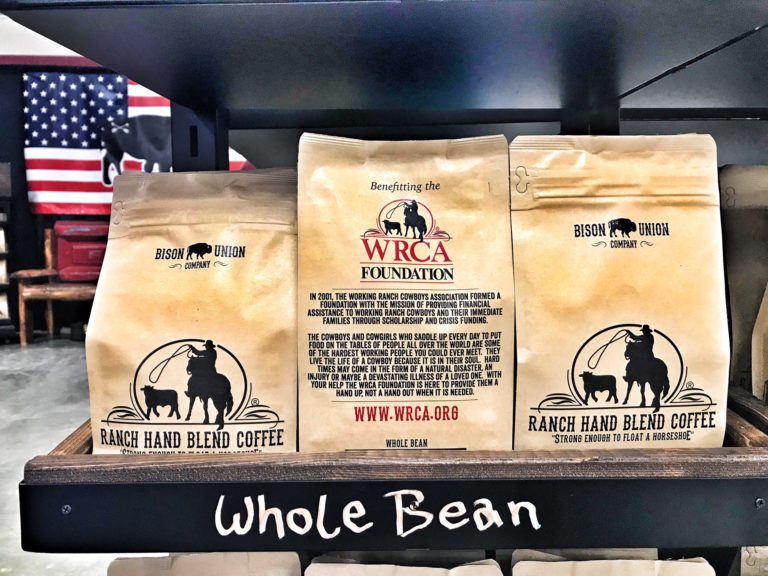 BISON UNION
COMPANY
RANCH HAND BLEND COFFEE
"STRONG ENOUGH TO FLOAT A HORSESHOE"
Benefitting the
WRCA
FOUNDATION
IN 2001, THE WORKING RANCH COWBOYS ASSOCIATION FORMED A
FOUNDATION WITH THE MISSION OF PROVIDING FINANCIAL
ASSISTANCE TO WORKING RANCH COWBOYS AND THEIR IMMEDIATE
FAMILIES THROUGH SCHOLARSHIP AND CRISIS FUNDING.
THE COWBOYS AND COWGIRLS WHO SADDLE UP EVERY DAY TO PUT
FOOD ON THE TABLES OF PEOPLE ALL OVER THE WORLD ARE SOME
OF THE HARDEST WORKING PEOPLE YOU COULD EVER MEET. THEY
LIVE THE LIFE OF A COWBOY BECAUSE IT IS IN THEIR SOUL. HARD
TIMES MAY COME IN THE FORM OF A NATURAL DISASTER, AN
INJURY OR MAYBE A DEVASTATING ILLNESS OF A LOVED ONE. WITH
YOUR HELP THE WRCA FOUNDATION IS HERE TO PROVIDE THEM A
HAND UP, NOT A HAND OUT WHEN IT IS NEEDED.
WWW.WRCA.ORG
WHOLE BEAN
BISON UNION
COMPANY
RANCH HAND BLEND COFFEE®
"STRONG ENOUGH TO FLOAT A HORSESHOE"
Whole Bean